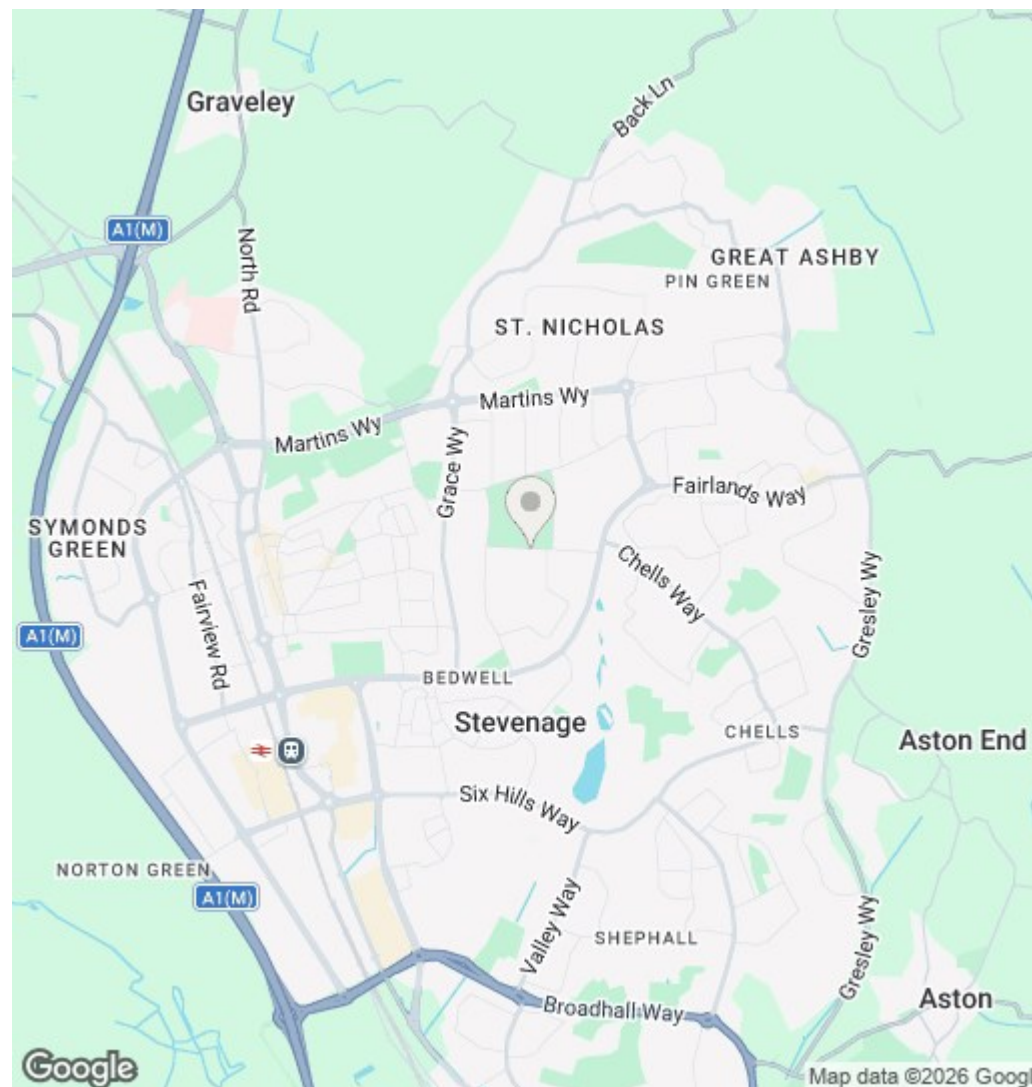 Graveley
Back Ln
A1(M)
North Rd
GREAT ASHBY
PIN GREEN
ST. NICHOLAS
Martins Wy
Martins Wy
Grace Wy
Fairlands Way
SYMONDS
GREEN
Chells Way
Gresley Wy
Fairview Rd
A1(M)
BEDWELL
Stevenage
CHELLS
Aston End
Six Hills Way
NORTON GREEN
A1(M)
Valley Way
SHEPHALL
Gresley Wy
Broadhall Way
Aston
Google
Map data ©2026 Googl